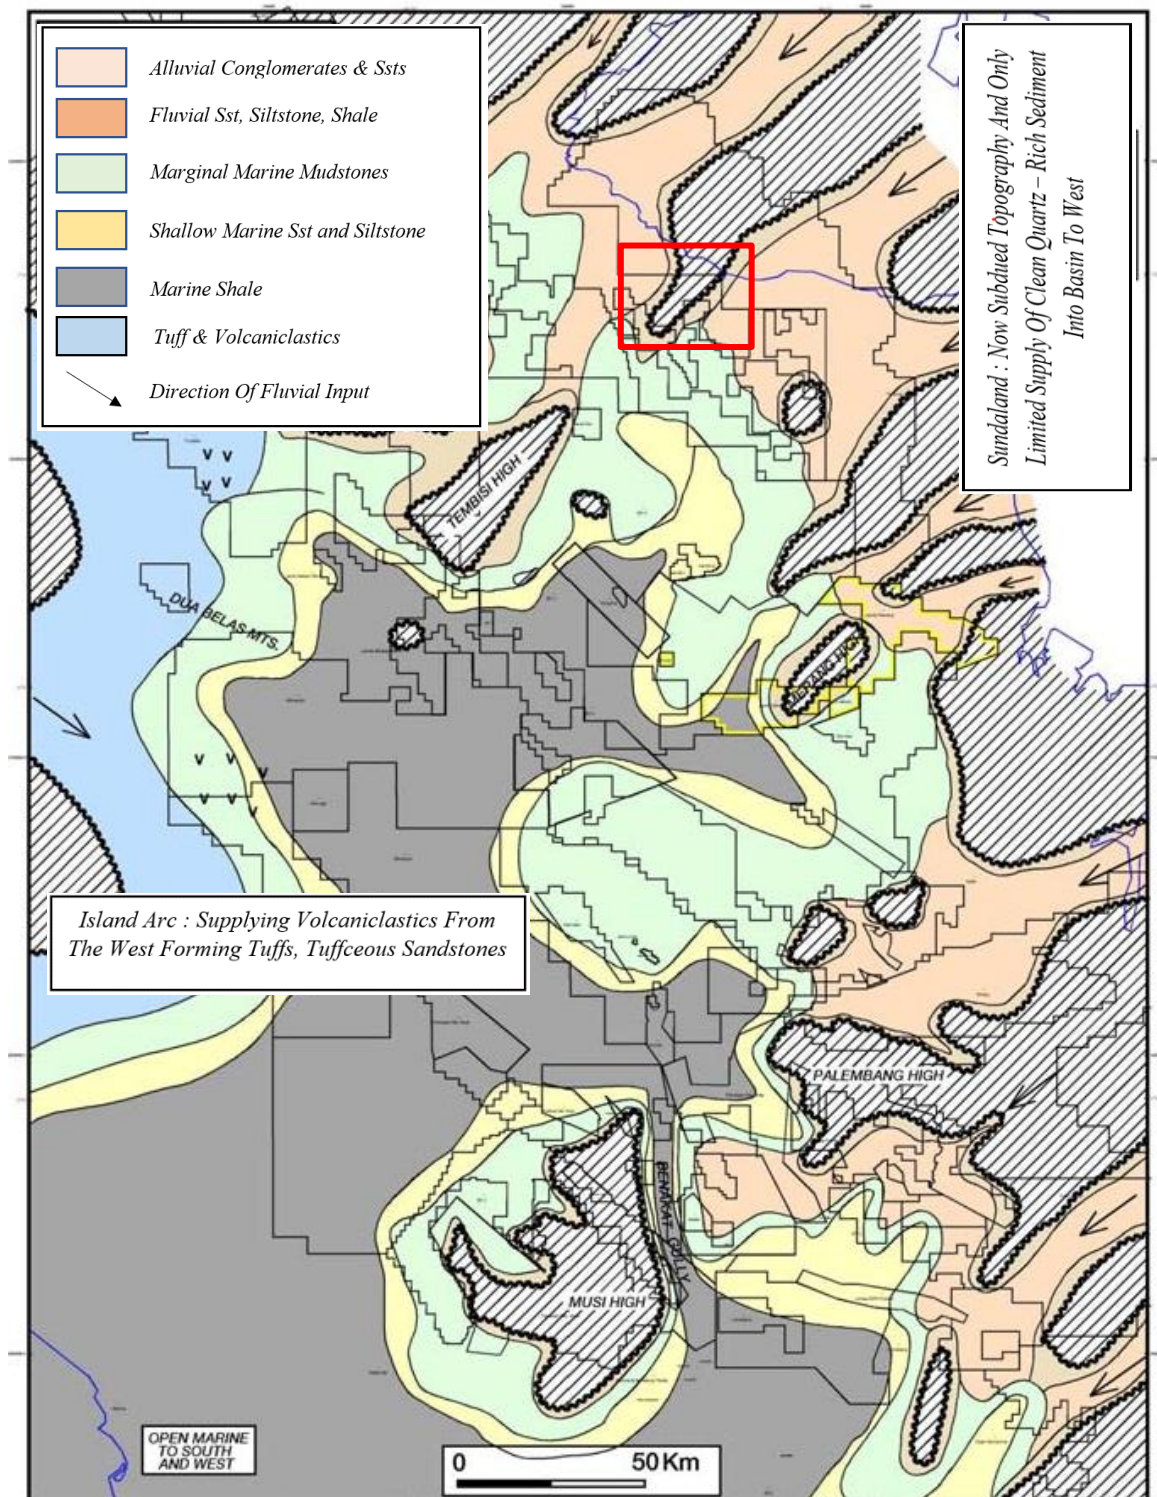 Alluvial Conglomerates & Ssts
Fluvial Sst, Siltstone, Shale
Marginal Marine Mudstones
Shallow Marine Sst and Siltstone
Marine Shale
Tuff & Volcaniclastics
Direction Of Fluvial Input
Sundaland : Now Subdued Topography And Only
Limited Supply Of Clean Quartz – Rich Sediment
Into Basin To West
TEMBISI HIGH
V V
V V
DUA BELAS MTS.
MERANG HIGH
V V V
V V V
Island Arc : Supplying Volcaniclastics From
The West Forming Tuffs, Tuffceous Sandstones
PALEMBANG HIGH
BENAKAT GULLY
MUSI HIGH
OPEN MARINE
TO SOUTH
AND WEST
0 50 Km